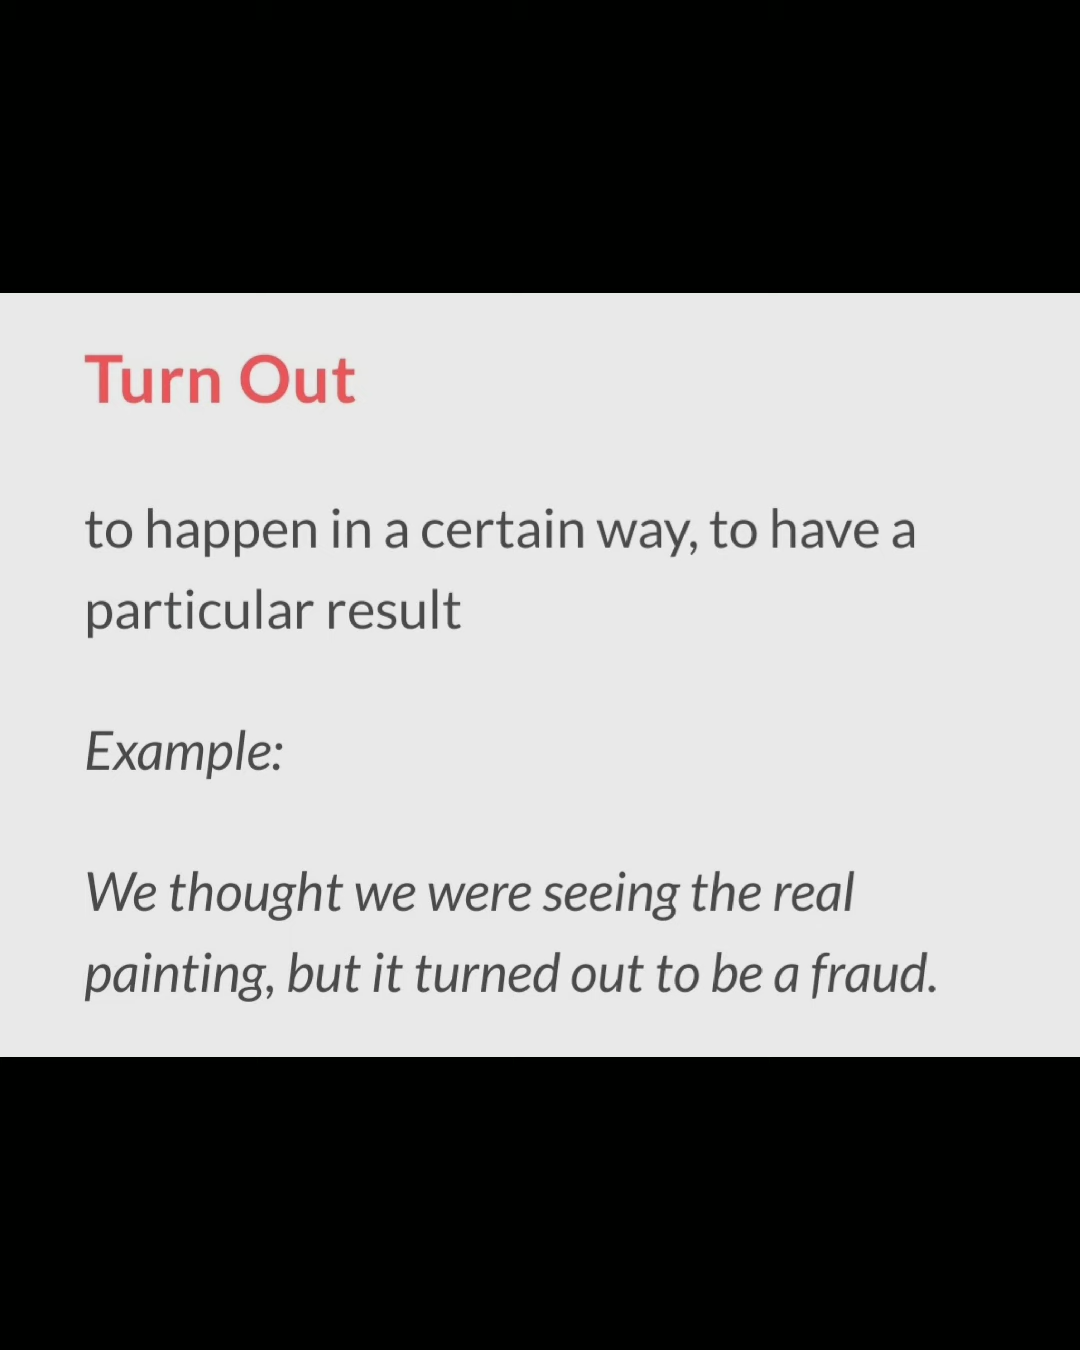 Turn Out
to happen in a certain way, to have a
particular result
Example:
We thought we were seeing the real
painting, but it turned out to be a fraud.